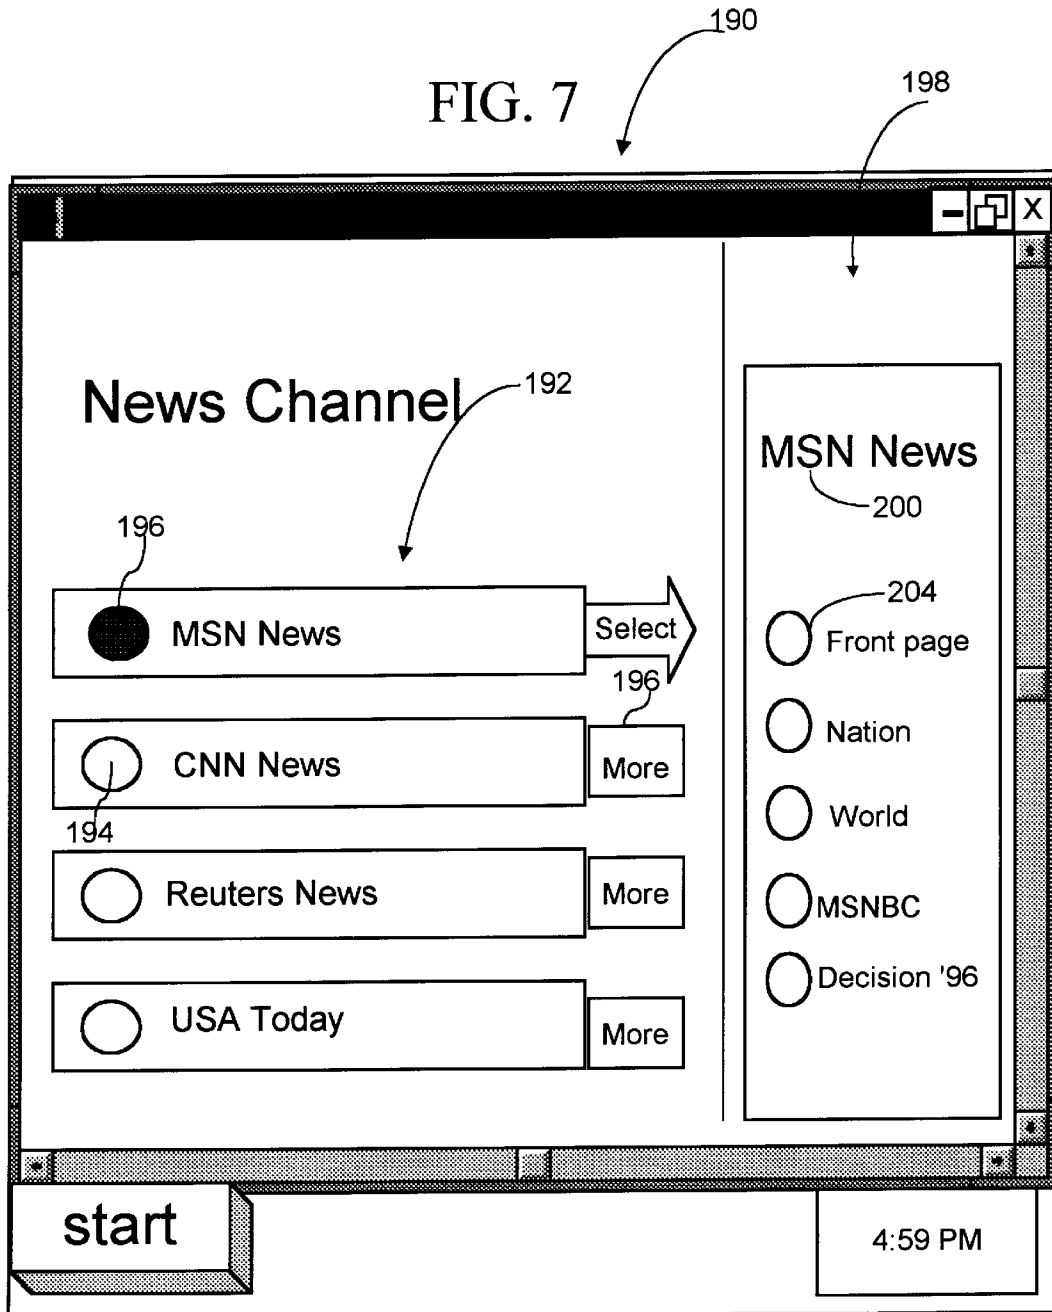 190
FIG. 7
198
X
News Channel
192
MSN News
200
196
MSN News
Select
204
Front page
196
Nation
CNN News
More
World
194
Reuters News
More
MSNBC
Decision '96
USA Today
More
start
4:59 PM